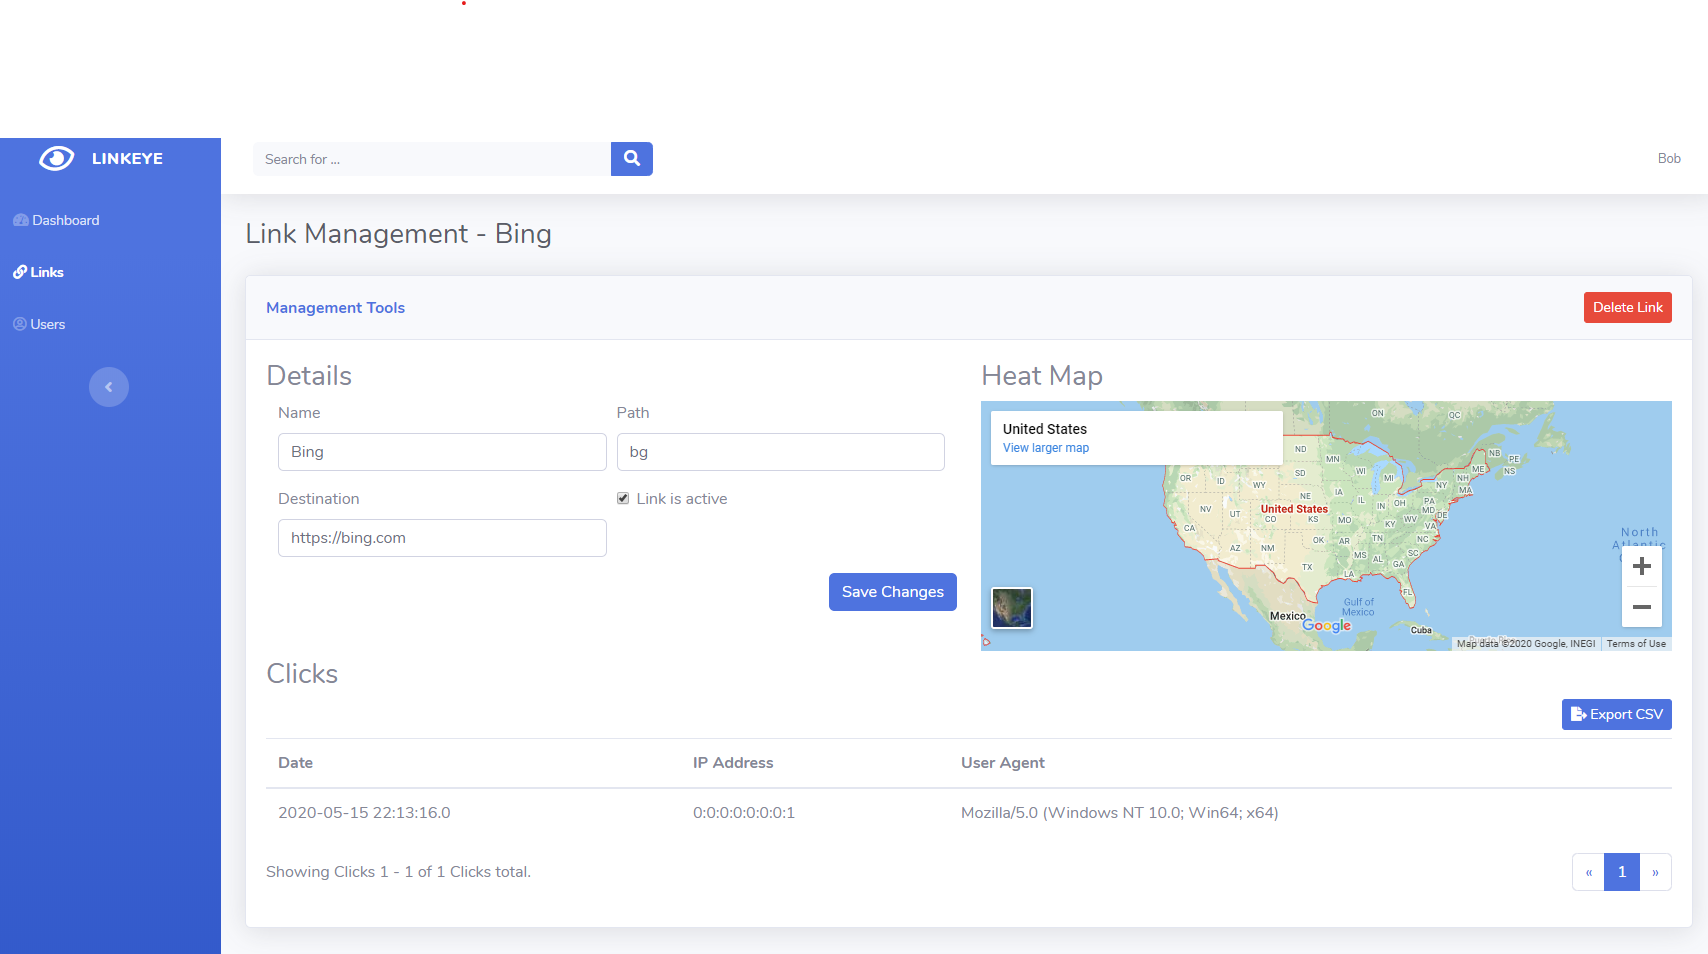 LINKEYE
Search for ...
Bob
Dashboard
Links
Users
Link Management - Bing
Management Tools
Delete Link
Details
Name
Path
Bing
bg
Destination
Link is active
https://bing.com
Save Changes
Heat Map
United States
View larger map
ON
QC
ND
MN
NB
PE
NS
ME
OR
ID
WY
SD
WI
MI
NH
NY
MA
NE
IA
IL
IN
OH
PA
NV
UT
United States
CO
KS
MO
KY
WV
MD
DE
VA
CA
AZ
NM
OK
AR
TN
NC
MS
AL
SC
GA
TX
LA
FL
North
Atlantic
Gulf of
Mexico
Mexico
Google
Cuba
Puerto Rico
Map data ©2020 Google, INEGI
Terms of Use
Clicks
Export CSV
Date IP Address User Agent
2020-05-15 22:13:16.0 0:0:0:0:0:0:0:1 Mozilla/5.0 (Windows NT 10.0; Win64; x64)
Showing Clicks 1 - 1 of 1 Clicks total.
« 1 »